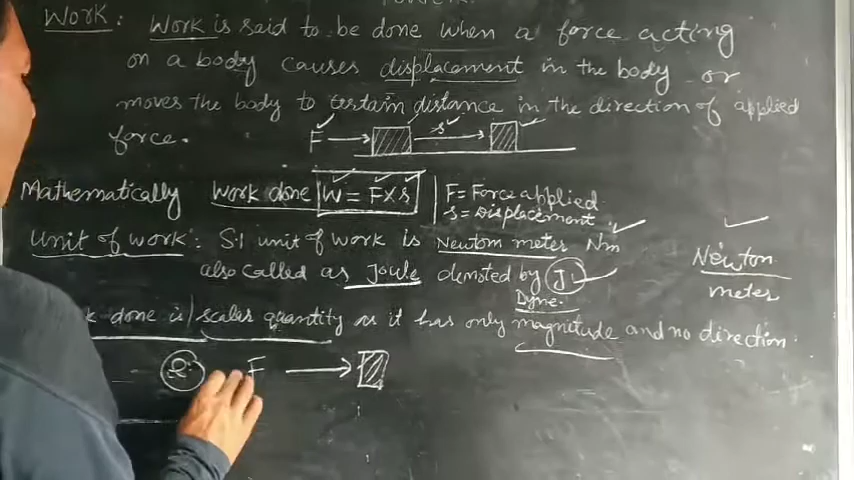 Work: Work is said to be done when a force acting
on a body causes displacement in the body or
moves the body to certain distance in the direction of applied
force. F s
Mathematically work done W = F×s F = Force applied
s = Displacement
Unit of work: S.I unit of work is Newton meter Nm
also called as Joule denoted by J
Newton
meter
Dyne.
k done is scalar quantity as it has only magnitude and no direction.
F